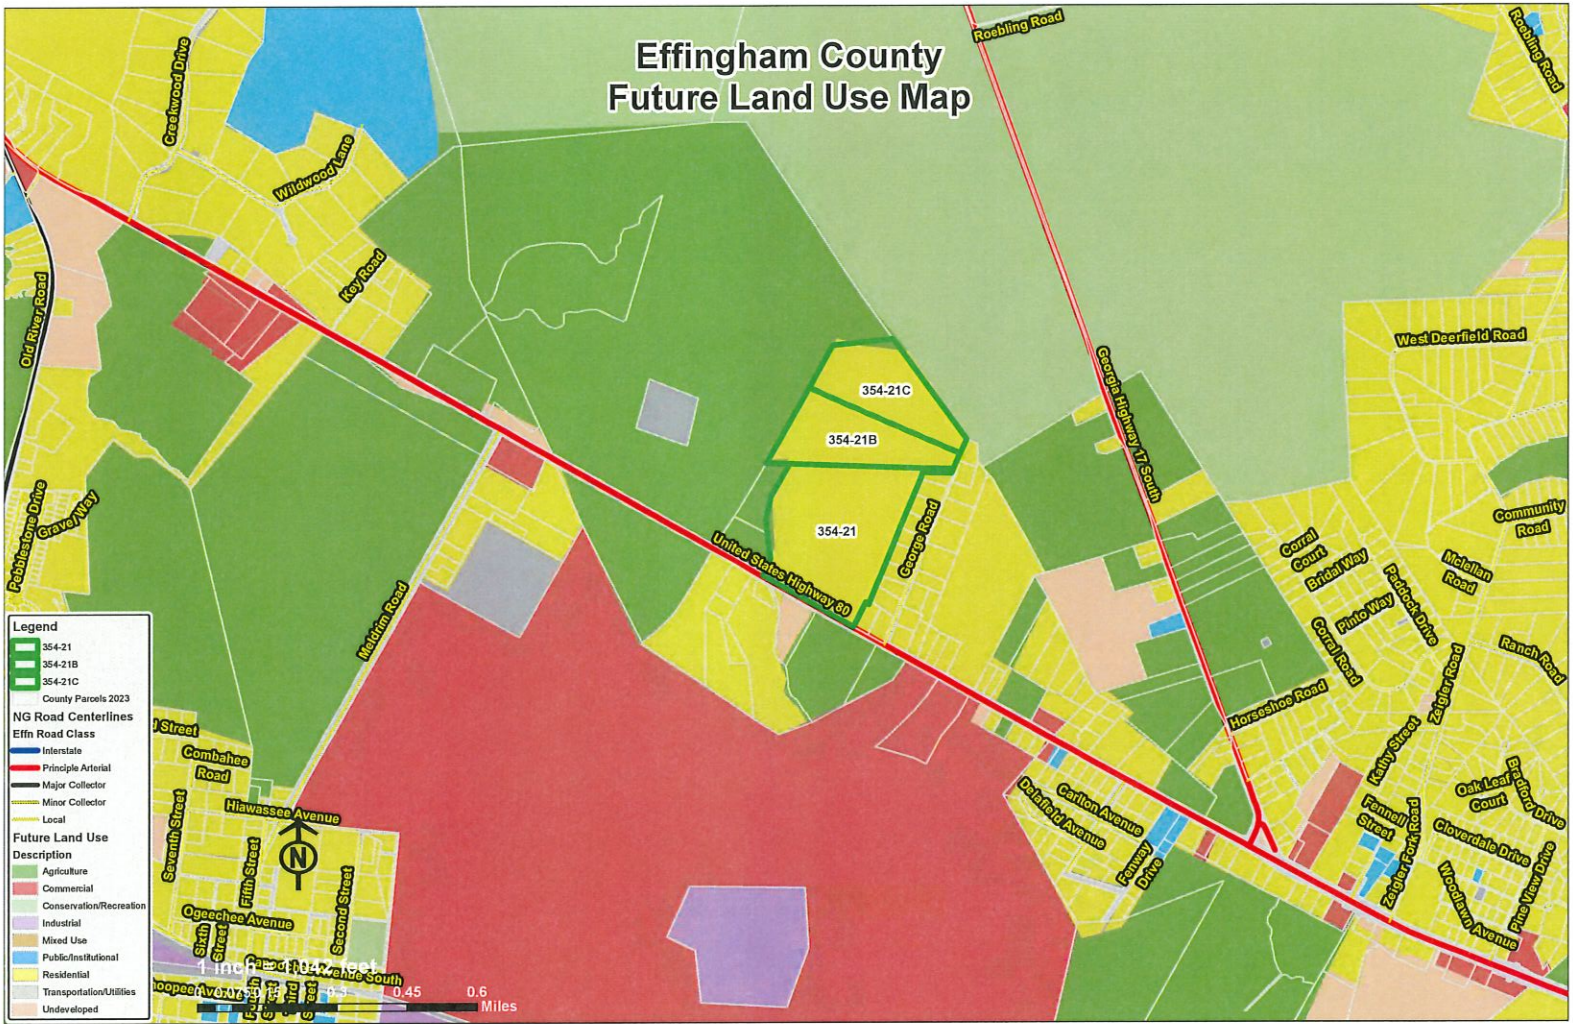 Effingham County
Future Land Use Map
Roebling Road
Roebling Road
Creekwood Drive
Wildwood Lane
Key Road
Old River Road
West Deerfield Road
Georgia Highway 17 South
354-21C
354-21B
354-21
George Road
United States Highway 80
Pebblestone Drive
Grave/Way
Community
Road
Corral
Court
Bridal Way
Mclellan
Road
Paddock Drive
Pinto Way
Corral Road
Ranch Road
Meldrim Road
Horseshoe Road
Zeigler Road
Kathy Street
Street
Combahee
Road
Hiawassee Avenue
Seventh Street
Fifth Street
Second Street
Ogeechee Avenue
Sixth
Street
Avenue South
Street
Street
Carlton Avenue
Delafield Avenue
Fenway
Drive
Fennell
Street
Zeigler Fork Road
Oak Leaf
Court
Bradford Drive
Cloverdale Drive
Woodlawn Avenue
Pine View Drive
N
1 inch = 1,042 feet
0.3
0.45
0.6
Miles
Legend
354-21
354-21B
354-21C
County Parcels 2023
NG Road Centerlines
Effn Road Class
Interstate
Principle Arterial
Major Collector
Minor Collector
Local
Future Land Use
Description
Agriculture
Commercial
Conservation/Recreation
Industrial
Mixed Use
Public/Institutional
Residential
Transportation/Utilities
Undeveloped